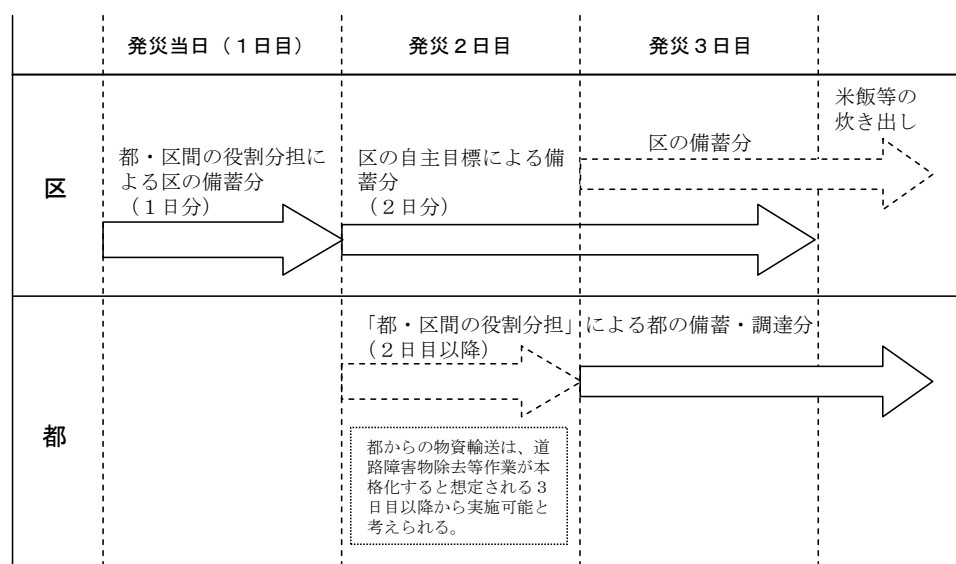 発災当日（１日目）
発災２日目
発災３日目
区
都・区間の役割分担に
よる区の備蓄分
（１日分）
区の自主目標による備
蓄分
（２日分）
区の備蓄分
米飯等の
炊き出し
都
「都・区間の役割分担」による都の備蓄・調達分
（２日目以降）
都からの物資輸送は、道
路障害物除去等作業が本
格化すると想定される３
日目以降から実施可能と
考えられる。